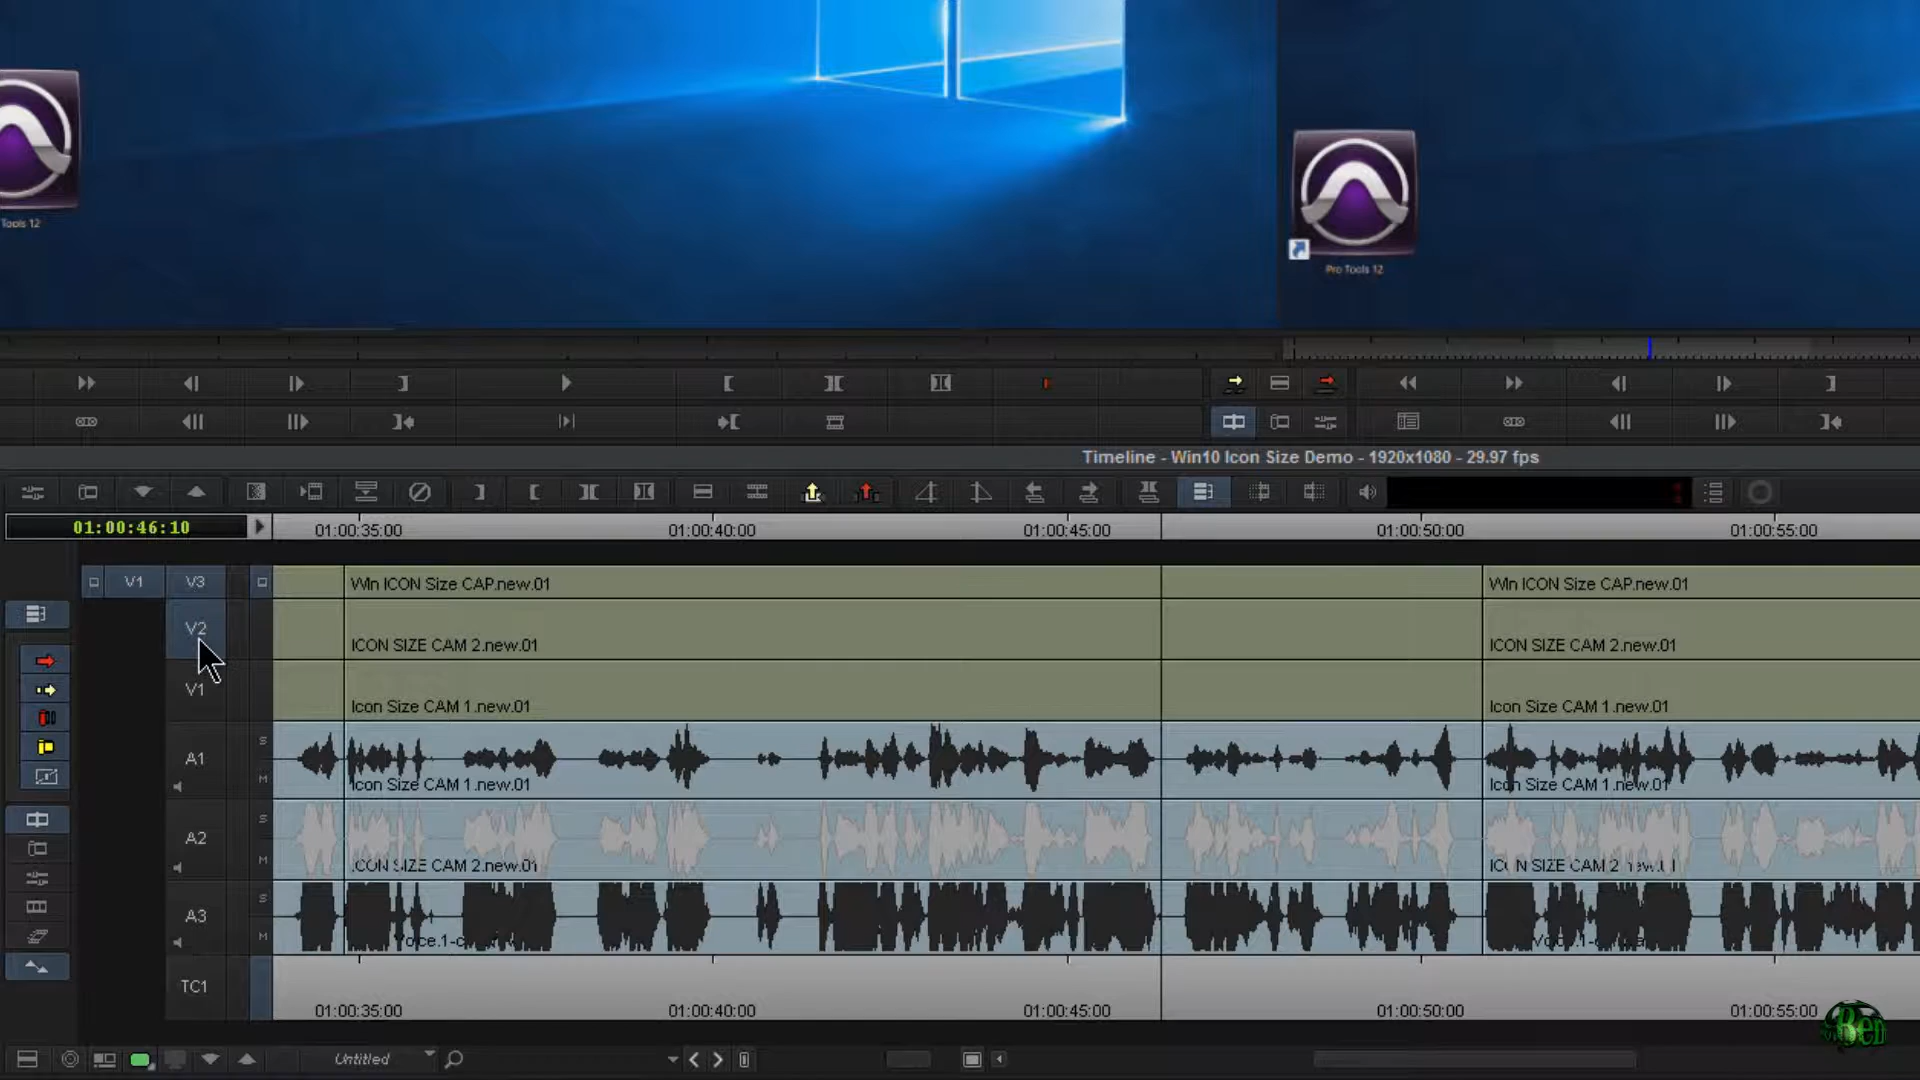 Tools 12
Pro Tools 12
Timeline - Win10 Icon Size Demo - 1920x1080 - 29.97 fps
01:00:46:10
01:00:35:00 01:00:40:00 01:00:45:00 01:00:50:00 01:00:55:00
V1 V3 WIn ICON Size CAP.new.01 WIn ICON Size CAP.new.01
V2 ICON SIZE CAM 2.new.01 ICON SIZE CAM 2.new.01
V1 Icon Size CAM 1.new.01 Icon Size CAM 1.new.01
A1 S M Icon Size CAM 1.new.01 Icon Size CAM 1.new.01
A2 S M ICON SIZE CAM 2.new.01 ICON SIZE CAM 2
A3 S M
TC1 01:00:35:00 01:00:40:00 01:00:45:00 01:00:50:00 01:00:55:00
Ben
Untitled